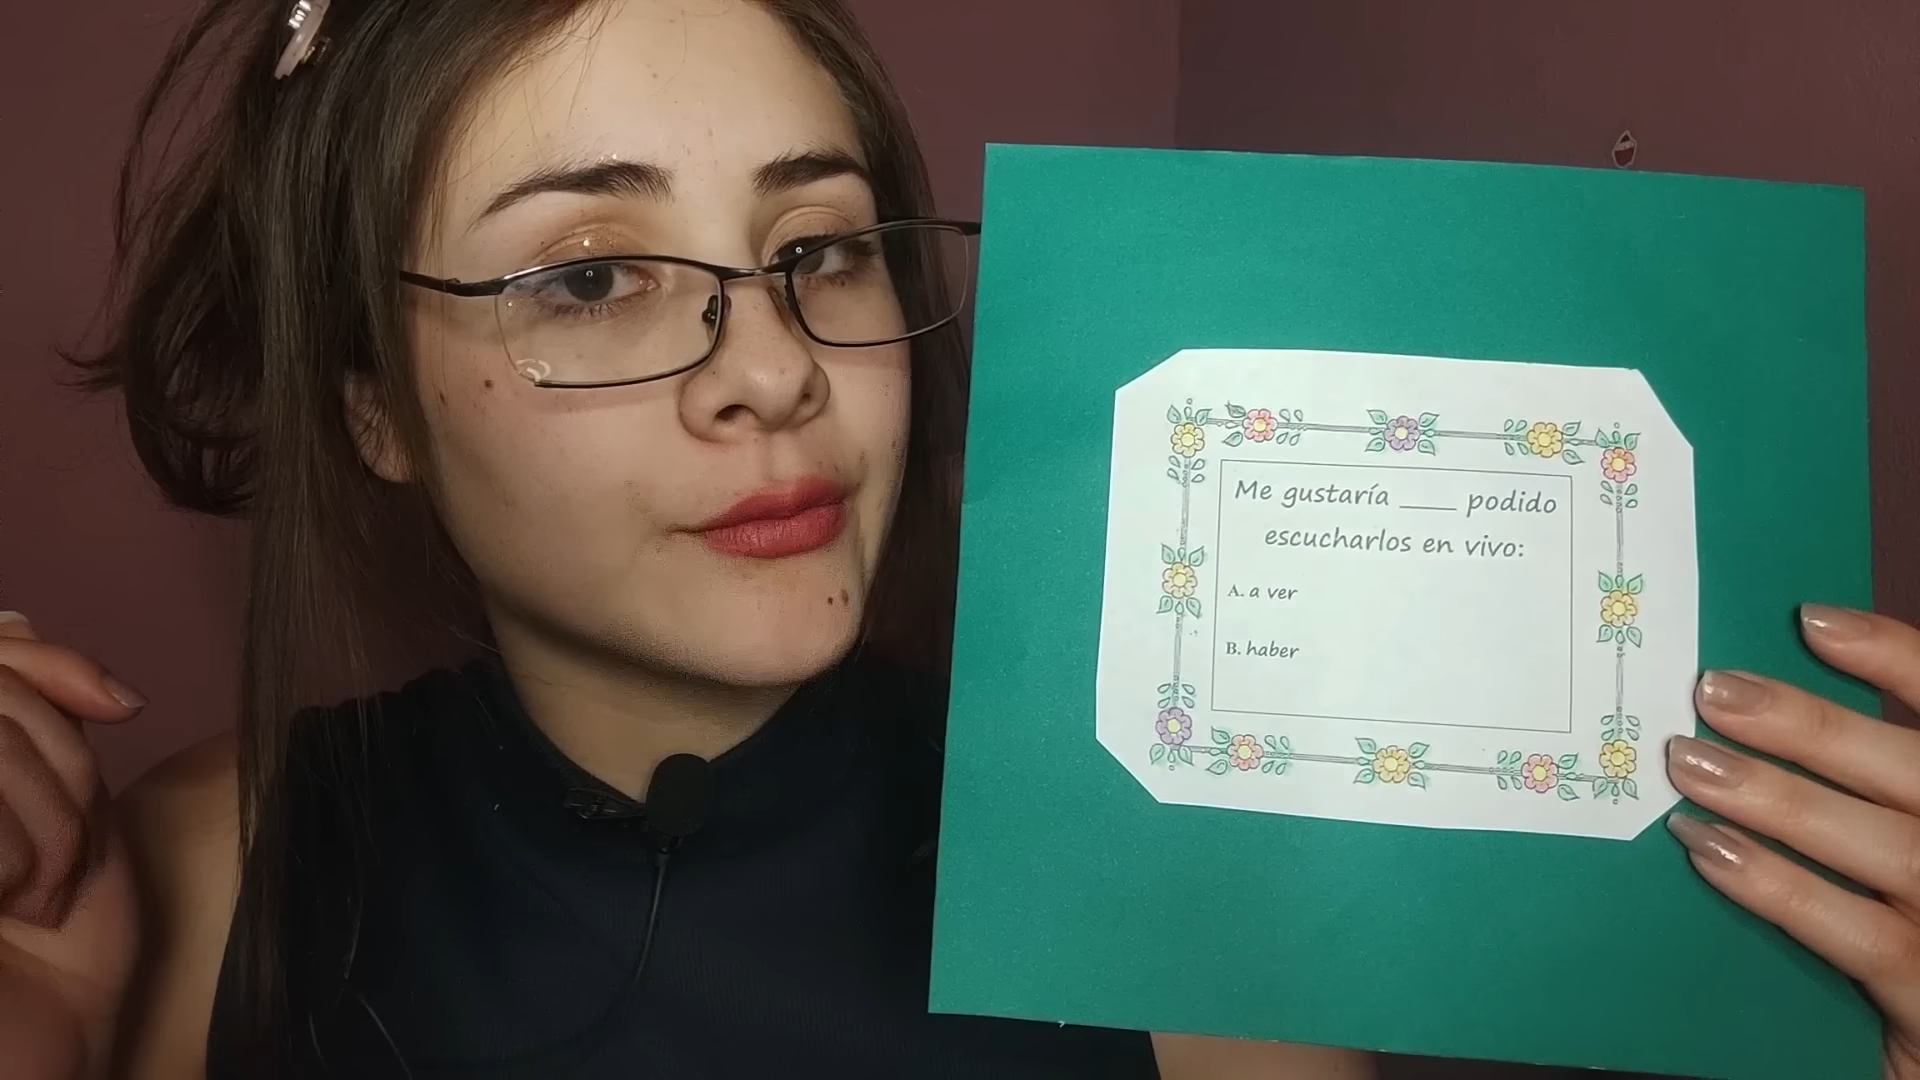 Me gustaría ____ podido
escucharlos en vivo:
A. a ver
B. haber